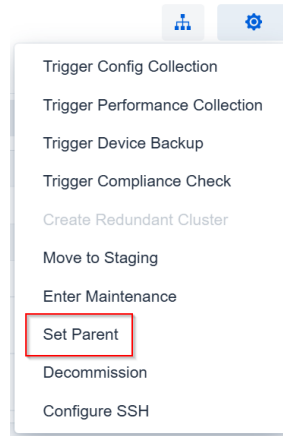 Trigger Config Collection
Trigger Performance Collection
Trigger Device Backup
Trigger Compliance Check
Create Redundant Cluster
Move to Staging
Enter Maintenance
Set Parent
Decommission
Configure SSH